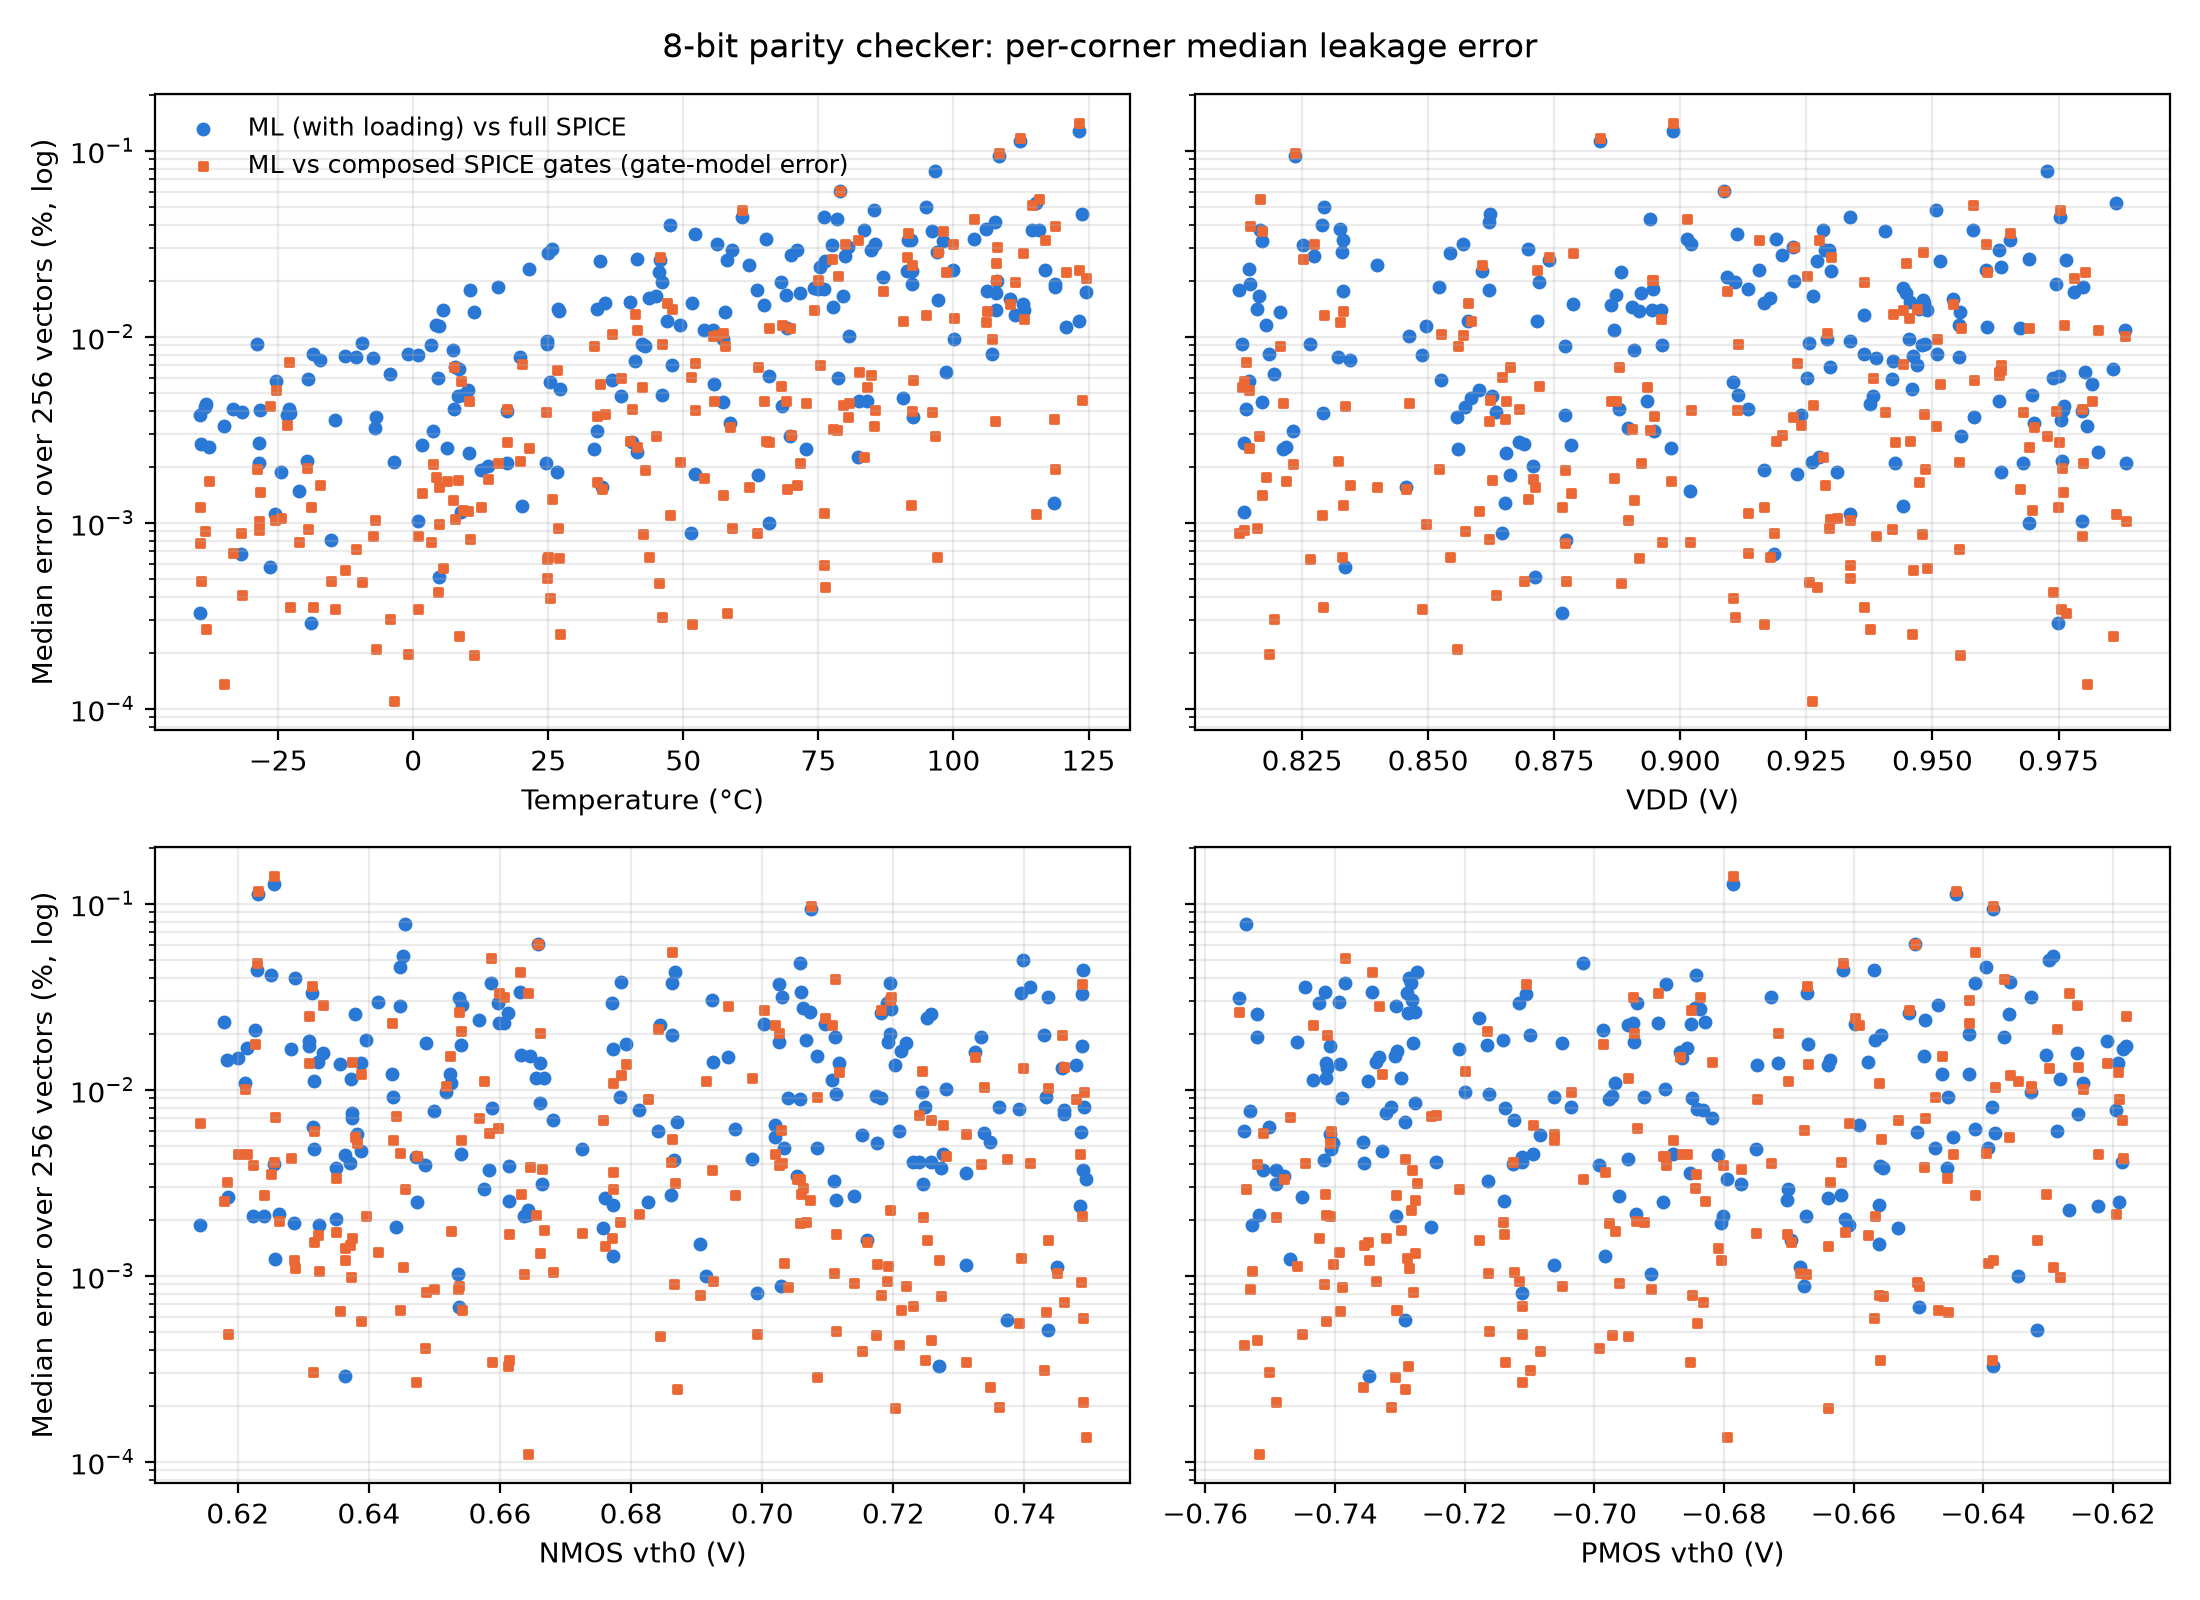 8-bit parity checker: per-corner median leakage error
ML (with loading) vs full SPICE
ML vs composed SPICE gates (gate-model error)
Median error over 256 vectors (%, log)
10⁻¹
10⁻²
10⁻³
10⁻⁴
−25 0 25 50 75 100 125
Temperature (°C)
0.825 0.850 0.875 0.900 0.925 0.950 0.975
VDD (V)
Median error over 256 vectors (%, log)
10⁻¹
10⁻²
10⁻³
10⁻⁴
0.62 0.64 0.66 0.68 0.70 0.72 0.74
NMOS vth0 (V)
−0.76 −0.74 −0.72 −0.70 −0.68 −0.66 −0.64 −0.62
PMOS vth0 (V)